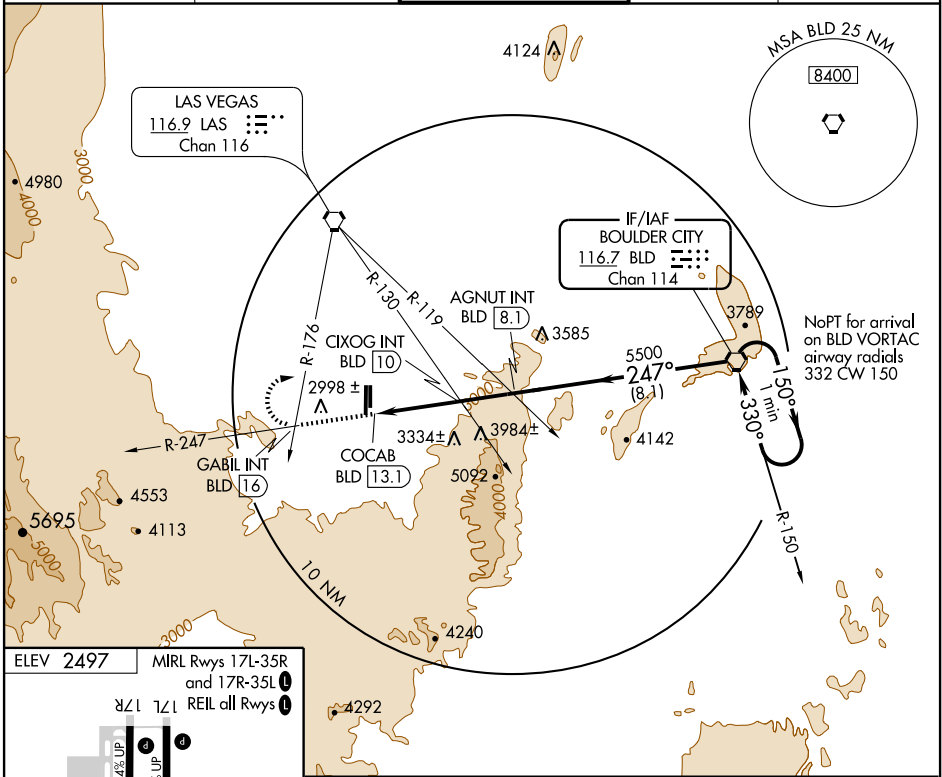 4124
MSA BLD 25 NM
8400
LAS VEGAS
116.9 LAS
Chan 116
3000
4980
4000
IF/IAF
BOULDER CITY
116.7 BLD
Chan 114
R-130
R-119
R-176
AGNUT INT
BLD 8.1
3585
3789
NoPT for arrival
on BLD VORTAC
airway radials
332 CW 150
CIXOG INT
BLD 10
3000
5500
247°
(8.1)
150°
1 min
330°
2998 ±
R-247
GABIL INT
BLD 16
COCAB
BLD 13.1
3334±
3984±
4142
5092
4000
4553
5695
5000
4113
R-150
10 NM
3000
4240
4292
ELEV 2497
MIRL Rwys 17L-35R
and 17R-35L L
REIL all Rwys L
17R
17L
P
P
4% UP
UP